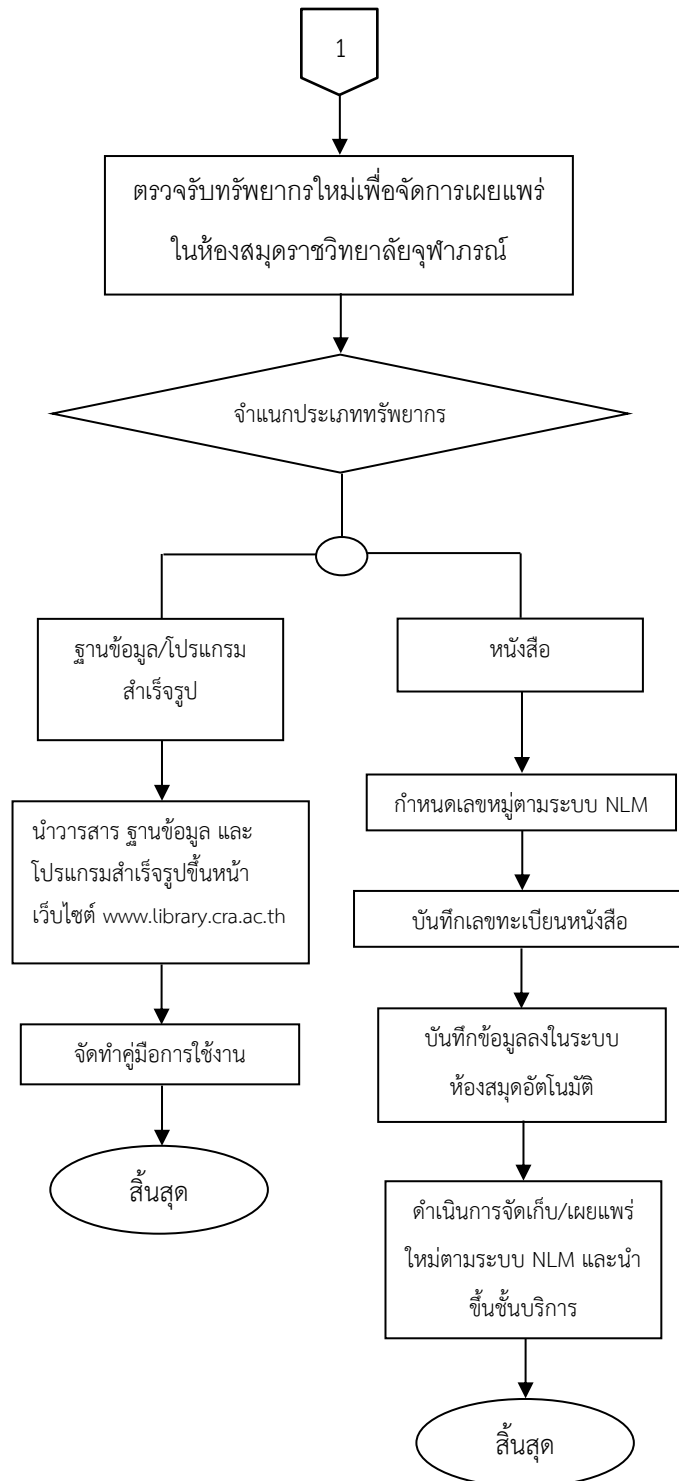 1
ตรวจรับทรัพยากรใหม่เพื่อจัดการเผยแพร่
ในห้องสมุดราชวิทยาลัยจุฬาภรณ์
จำแนกประเภททรัพยากร
ฐานข้อมูล/โปรแกรม
สำเร็จรูป
นำวารสาร ฐานข้อมูล และ
โปรแกรมสำเร็จรูปขึ้นหน้า
เว็บไซต์ www.library.cra.ac.th
จัดทำคู่มือการใช้งาน
สิ้นสุด
หนังสือ
กำหนดเลขหมู่ตามระบบ NLM
บันทึกเลขทะเบียนหนังสือ
บันทึกข้อมูลลงในระบบ
ห้องสมุดอัตโนมัติ
ดำเนินการจัดเก็บ/เผยแพร่
ใหม่ตามระบบ NLM และนำ
ขึ้นชั้นบริการ
สิ้นสุด